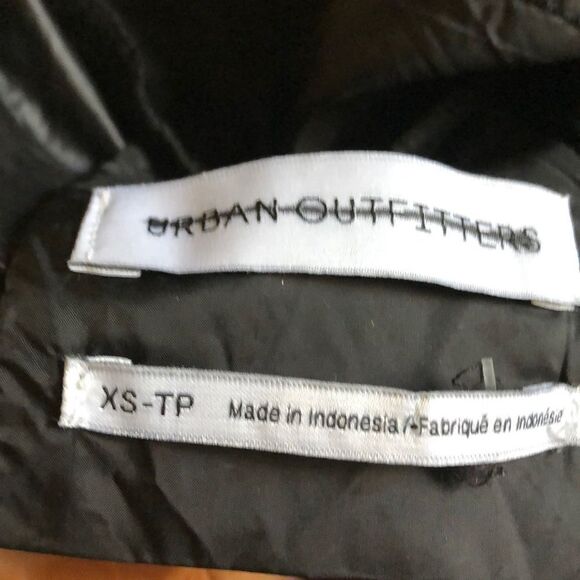 URBAN OUTFITTERS
XS-TP Made in Indonesia/-Fabriqué en Indonésie